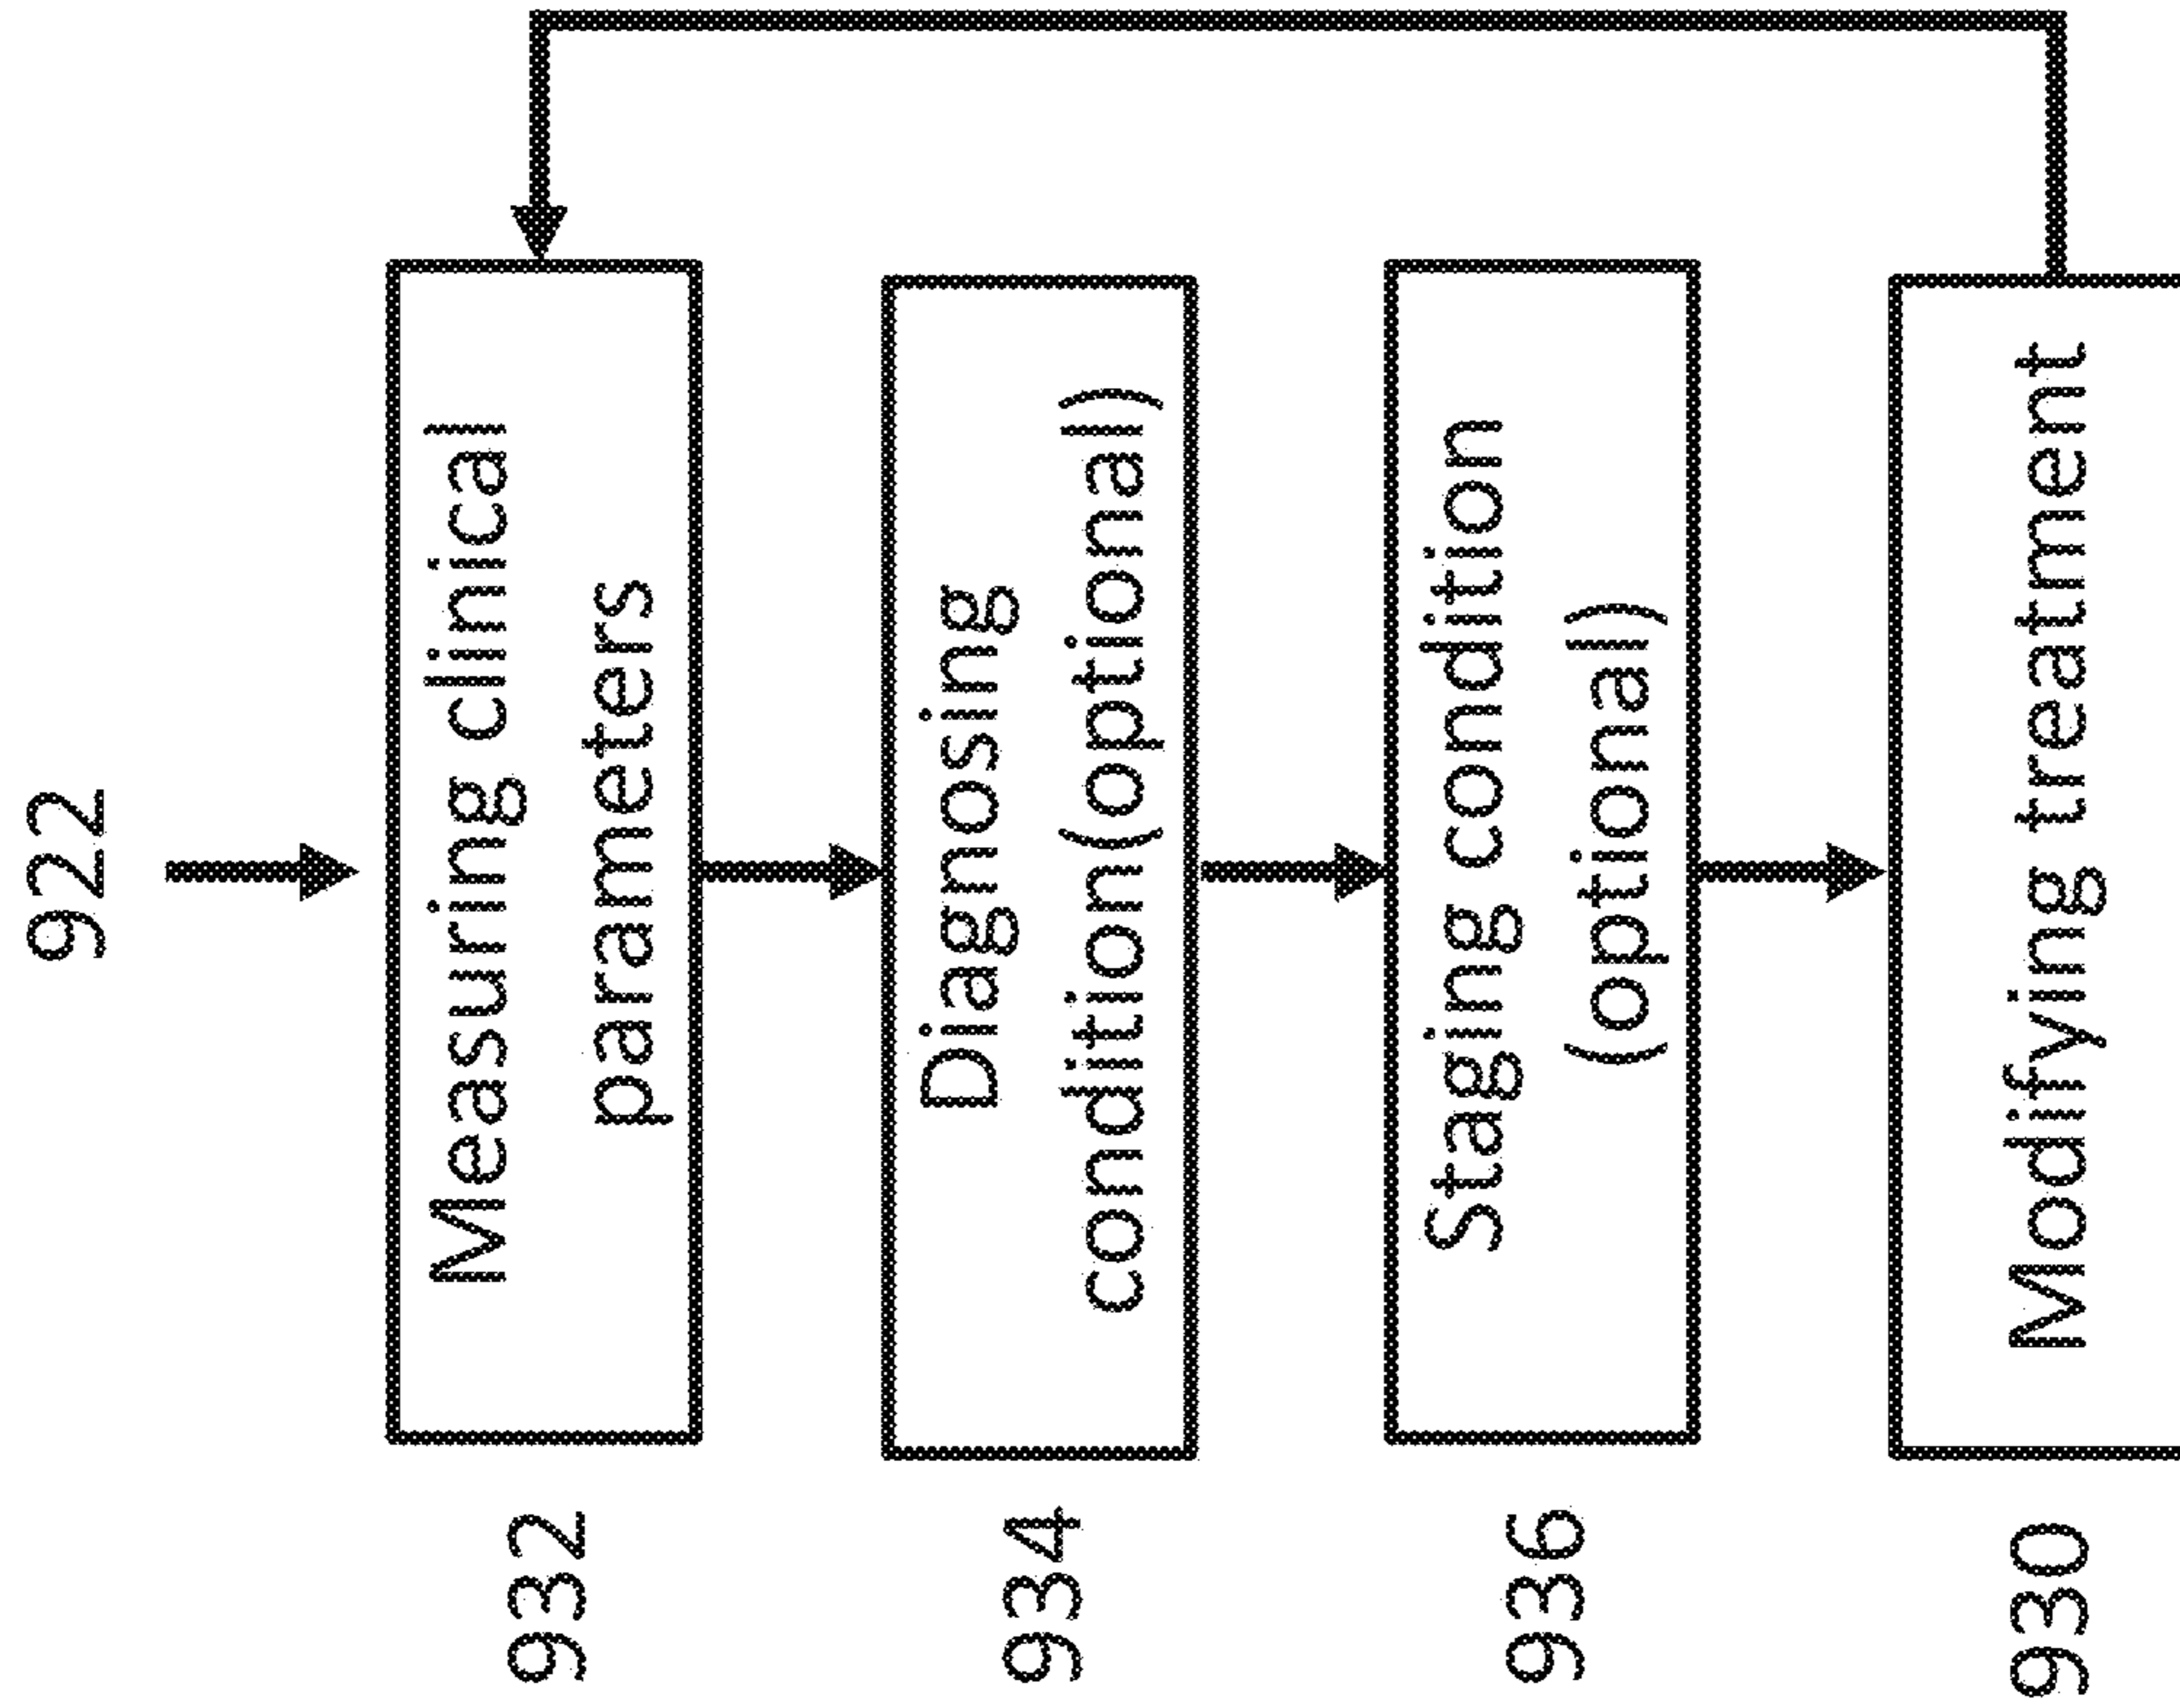 922
932
Measuring clinical
parameters
934
Diagnosing
condition(optional)
936
Staging condition
(optional)
930
Modifying treatment